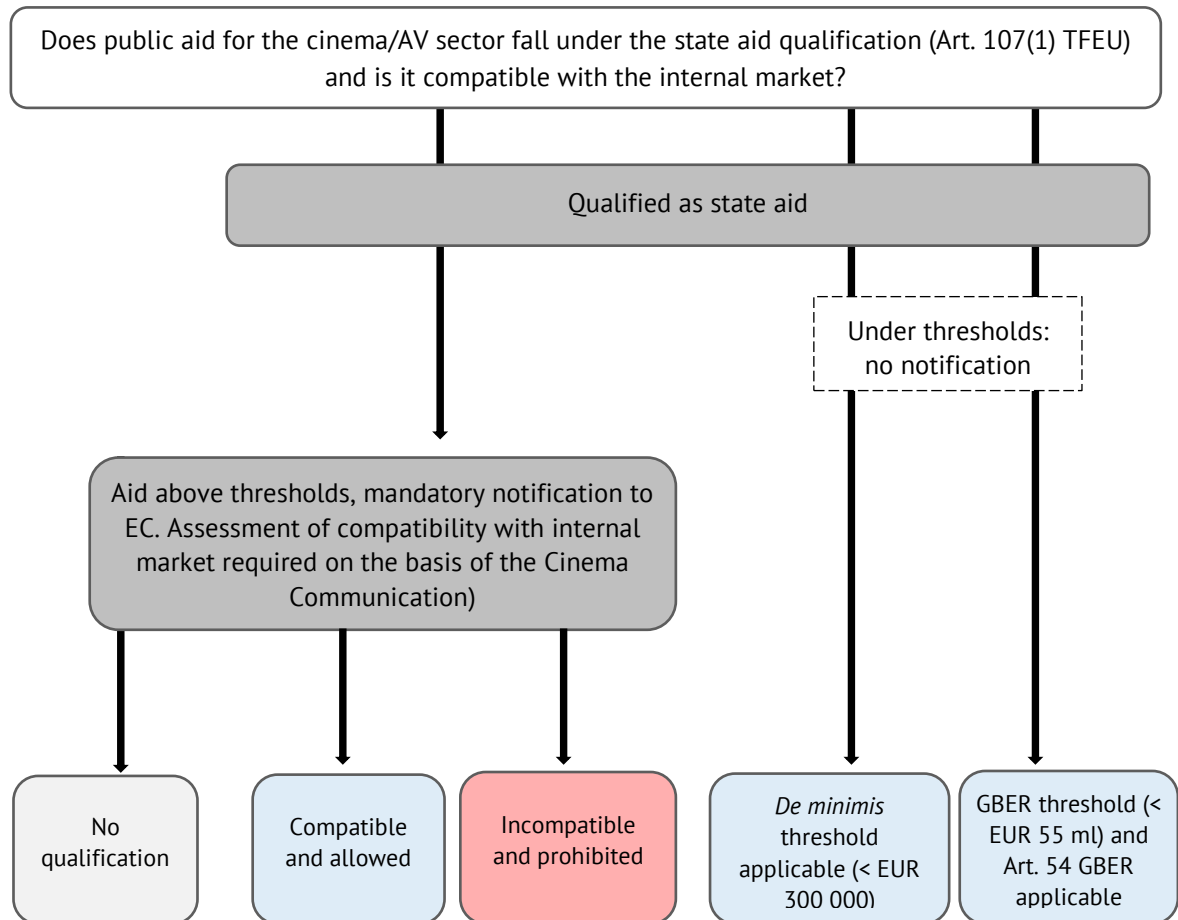 Does public aid for the cinema/AV sector fall under the state aid qualification (Art. 107(1) TFEU)
and is it compatible with the internal market?
Qualified as state aid
Under thresholds:
no notification
Aid above thresholds, mandatory notification to
EC. Assessment of compatibility with internal
market required on the basis of the Cinema
Communication)
No
qualification
Compatible
and allowed
Incompatible
and prohibited
De minimis
threshold
applicable (< EUR
300 000)
GBER threshold (<
EUR 55 ml) and
Art. 54 GBER
applicable